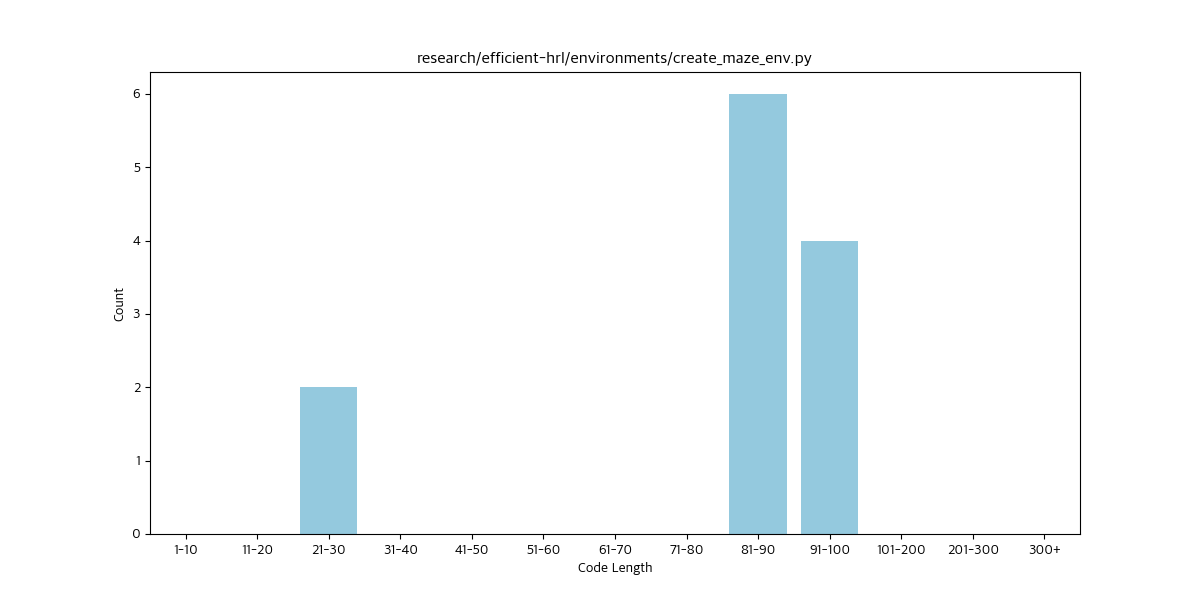 research/efficient-hrl/environments/create_maze_env.py
6
5
4
3
2
1
0
Count
1-10 11-20 21-30 31-40 41-50 51-60 61-70 71-80 81-90 91-100 101-200 201-300 300+
Code Length